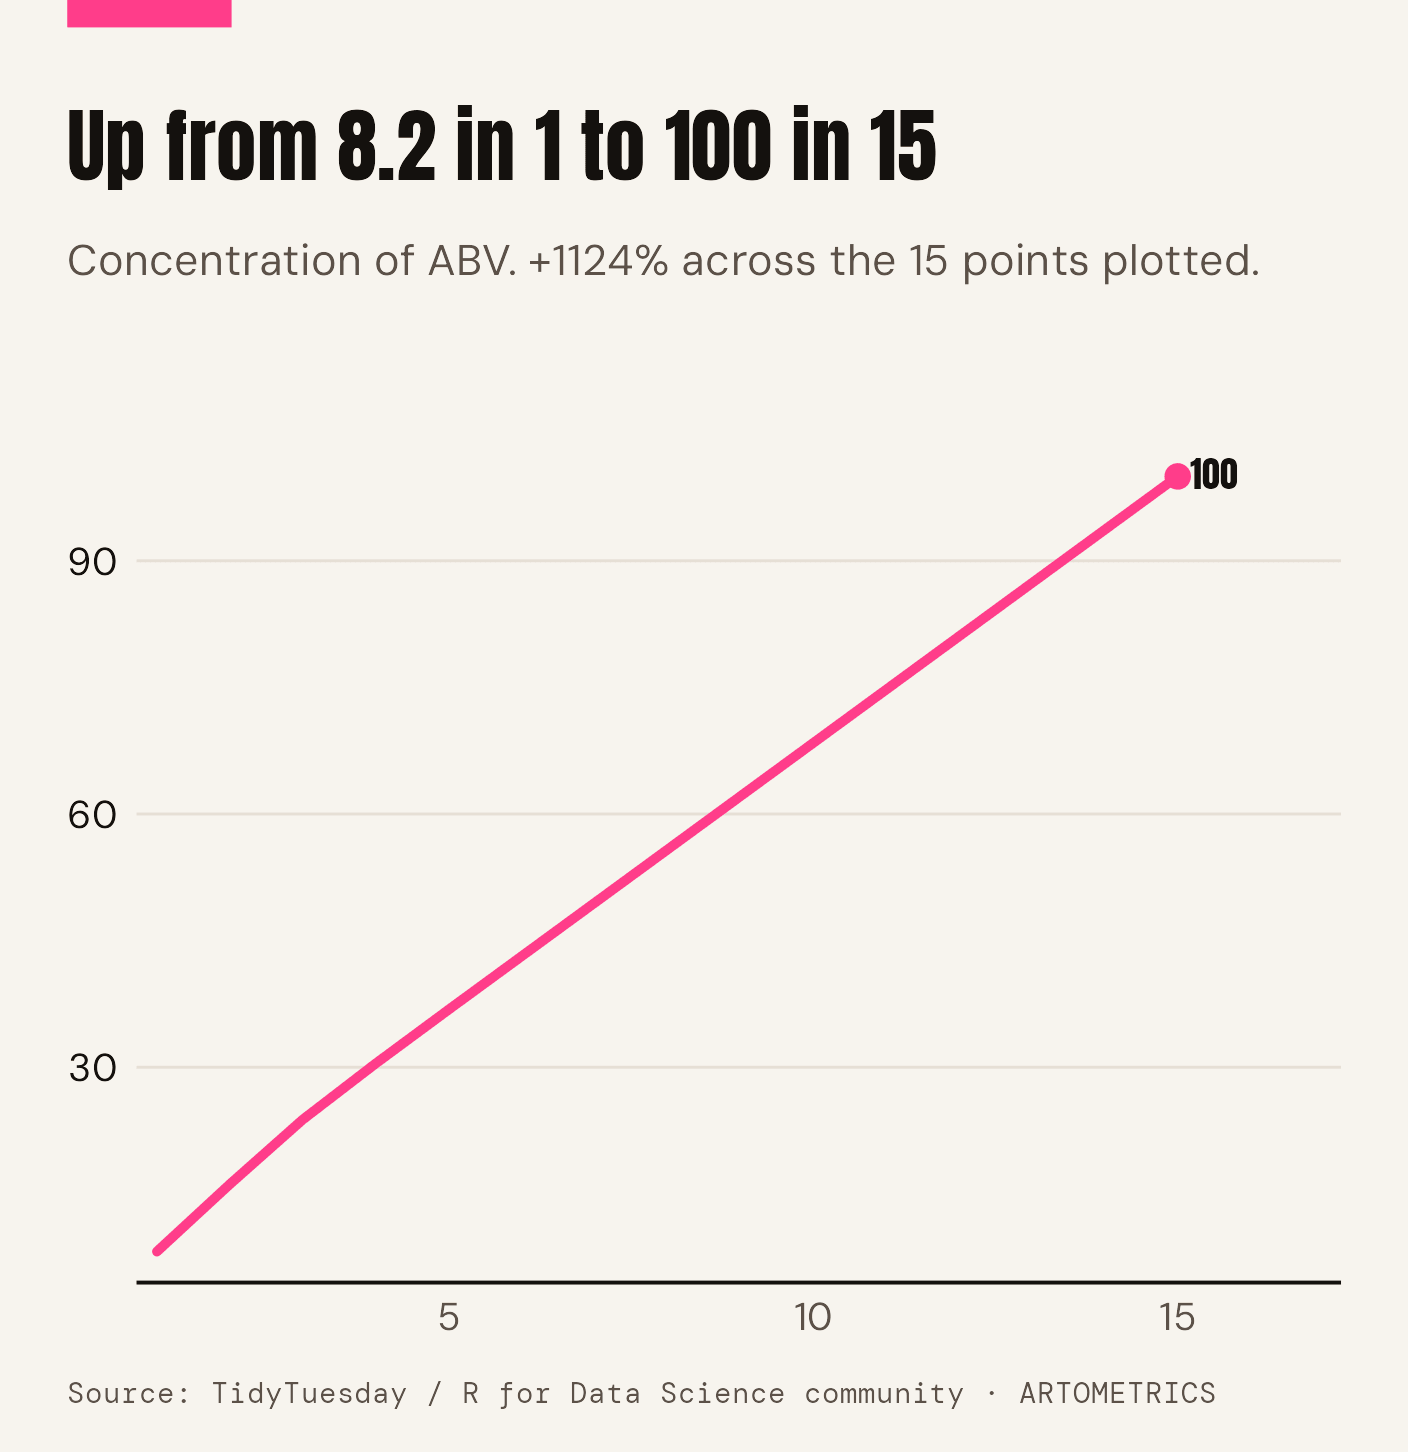 Up from 8.2 in 1 to 100 in 15
Concentration of ABV. +1124% across the 15 points plotted.
100
90
60
30
5 10 15
Source: TidyTuesday / R for Data Science community · ARTOMETRICS